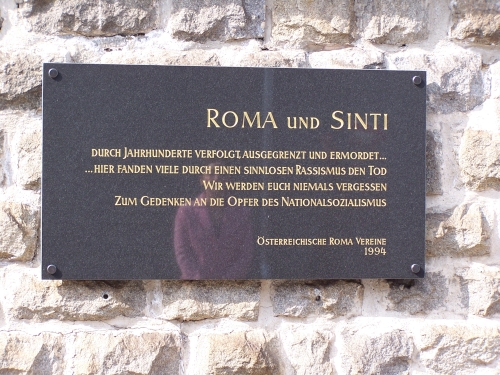 ROMA UND SINTI
DURCH JAHRHUNDERTE VERFOLGT, AUSGEGRENZT UND ERMORDET...
...HIER FANDEN VIELE DURCH EINEN SINNLOSEN RASSISMUS DEN TOD
WIR WERDEN EUCH NIEMALS VERGESSEN
ZUM GEDENKEN AN DIE OPFER DES NATIONALSOZIALISMUS
ÖSTERREICHISCHE ROMA VEREINE
1994